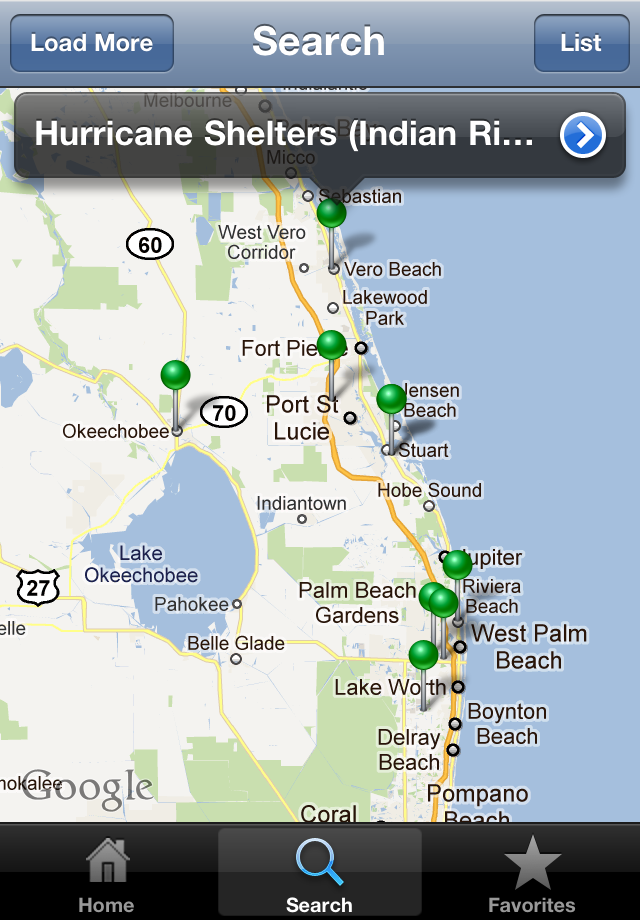 Load More
Search
List
Melbourne
Hurricane Shelters (Indian Ri...
Micco
Sebastian
60
West Vero
Corridor
Vero Beach
Lakewood
Park
Fort Pierce
70
Jensen
Beach
Port St
Lucie
Okeechobee
Stuart
Hobe Sound
Indiantown
Lake
Okeechobee
Jupiter
27
Palm Beach
Gardens
Riviera
Beach
Pahokee
elle
West Palm
Beach
Belle Glade
Lake Worth
Boynton
Beach
Delray
Beach
mokalee
Google
Pompano
Beach
Coral
Home
Search
Favorites